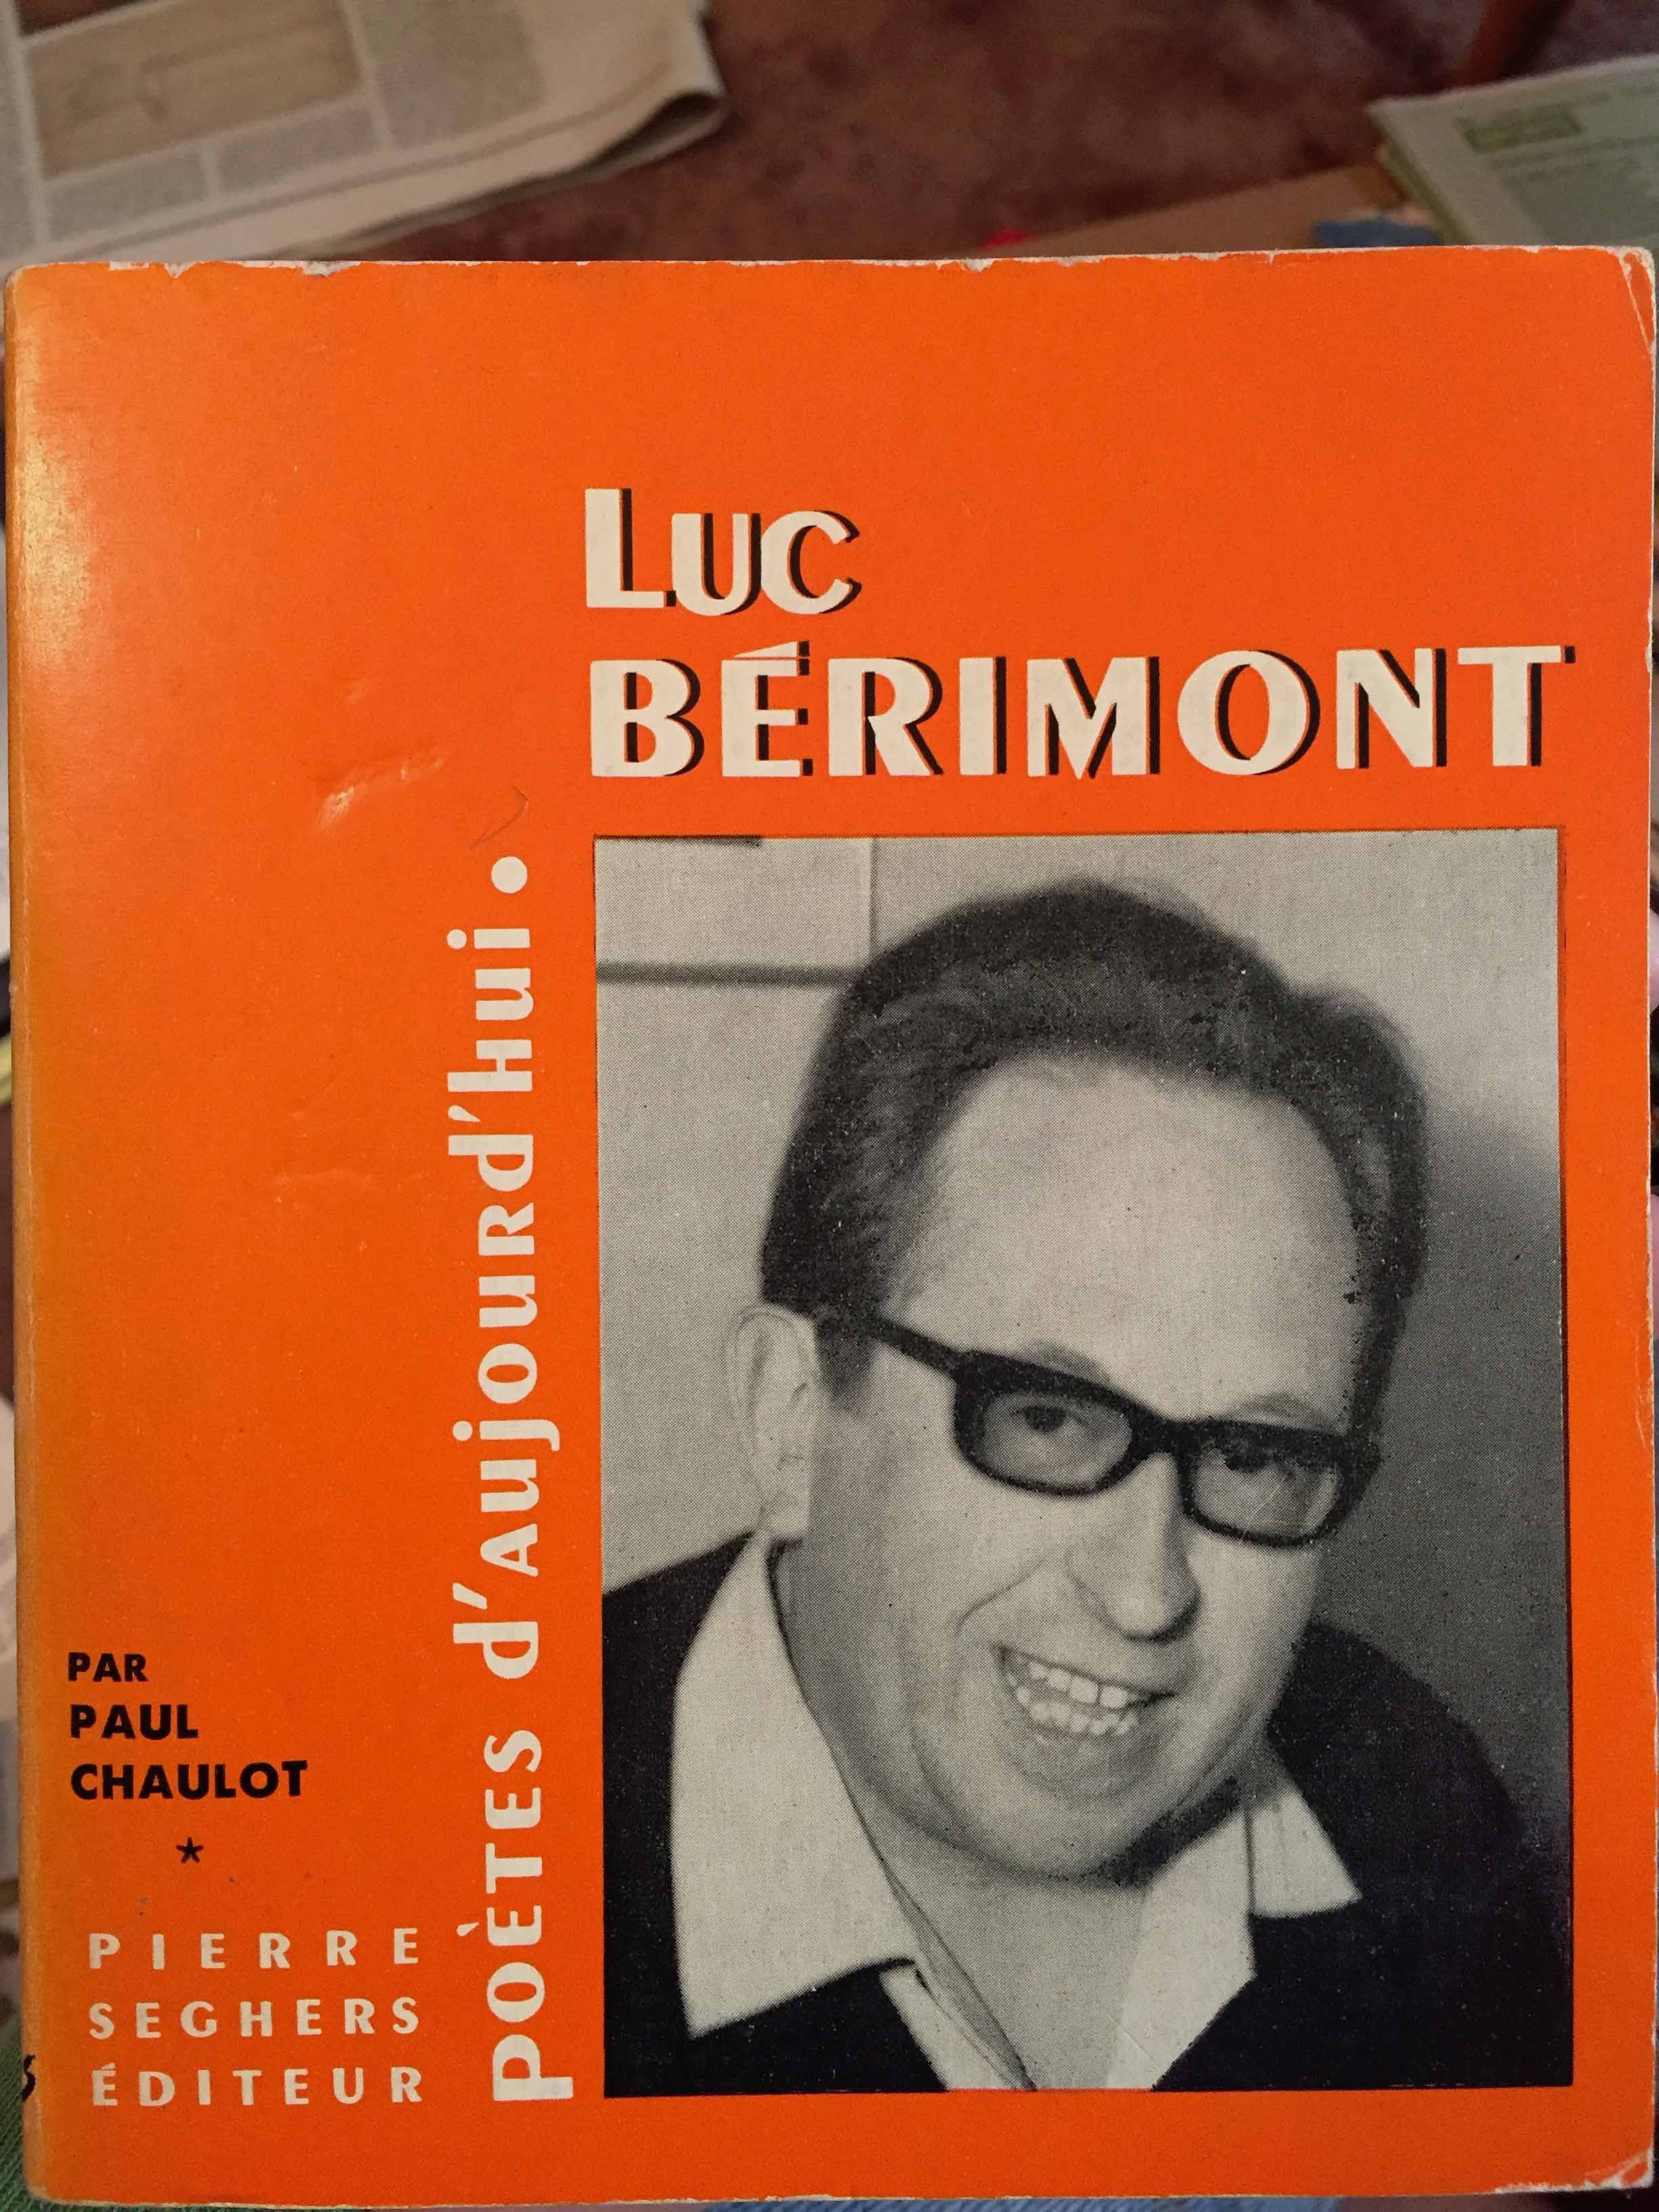 Luc
BÉRIMONT
POÈTES d'Aujourd'hui.
PAR
PAUL
CHAULOT
*
PIERRE
SEGHERS
ÉDITEUR